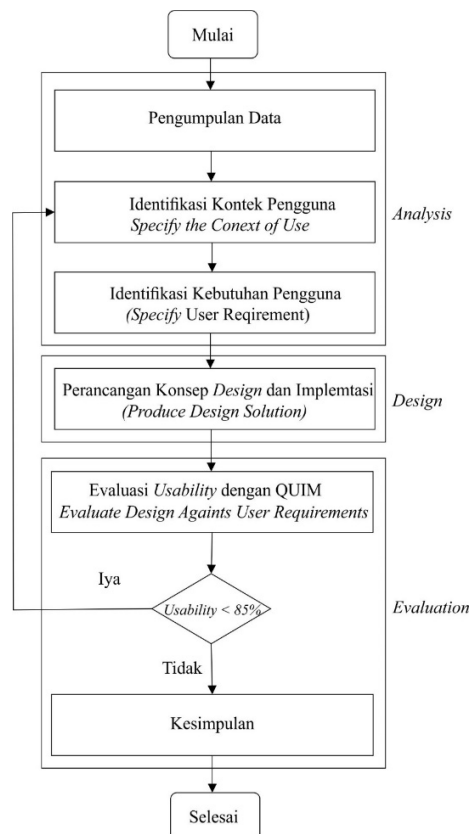 Mulai
Pengumpulan Data
Identifikasi Kontek Pengguna
Specify the Conext of Use
Analysis
Identifikasi Kebutuhan Pengguna
(Specify User Reqirement)
Perancangan Konsep Design dan Implemtasi
(Produce Design Solution)
Design
Evaluasi Usability dengan QUIM
Evaluate Design Againts User Requirements
Iya
Usability < 85%
Evaluation
Tidak
Kesimpulan
Selesai